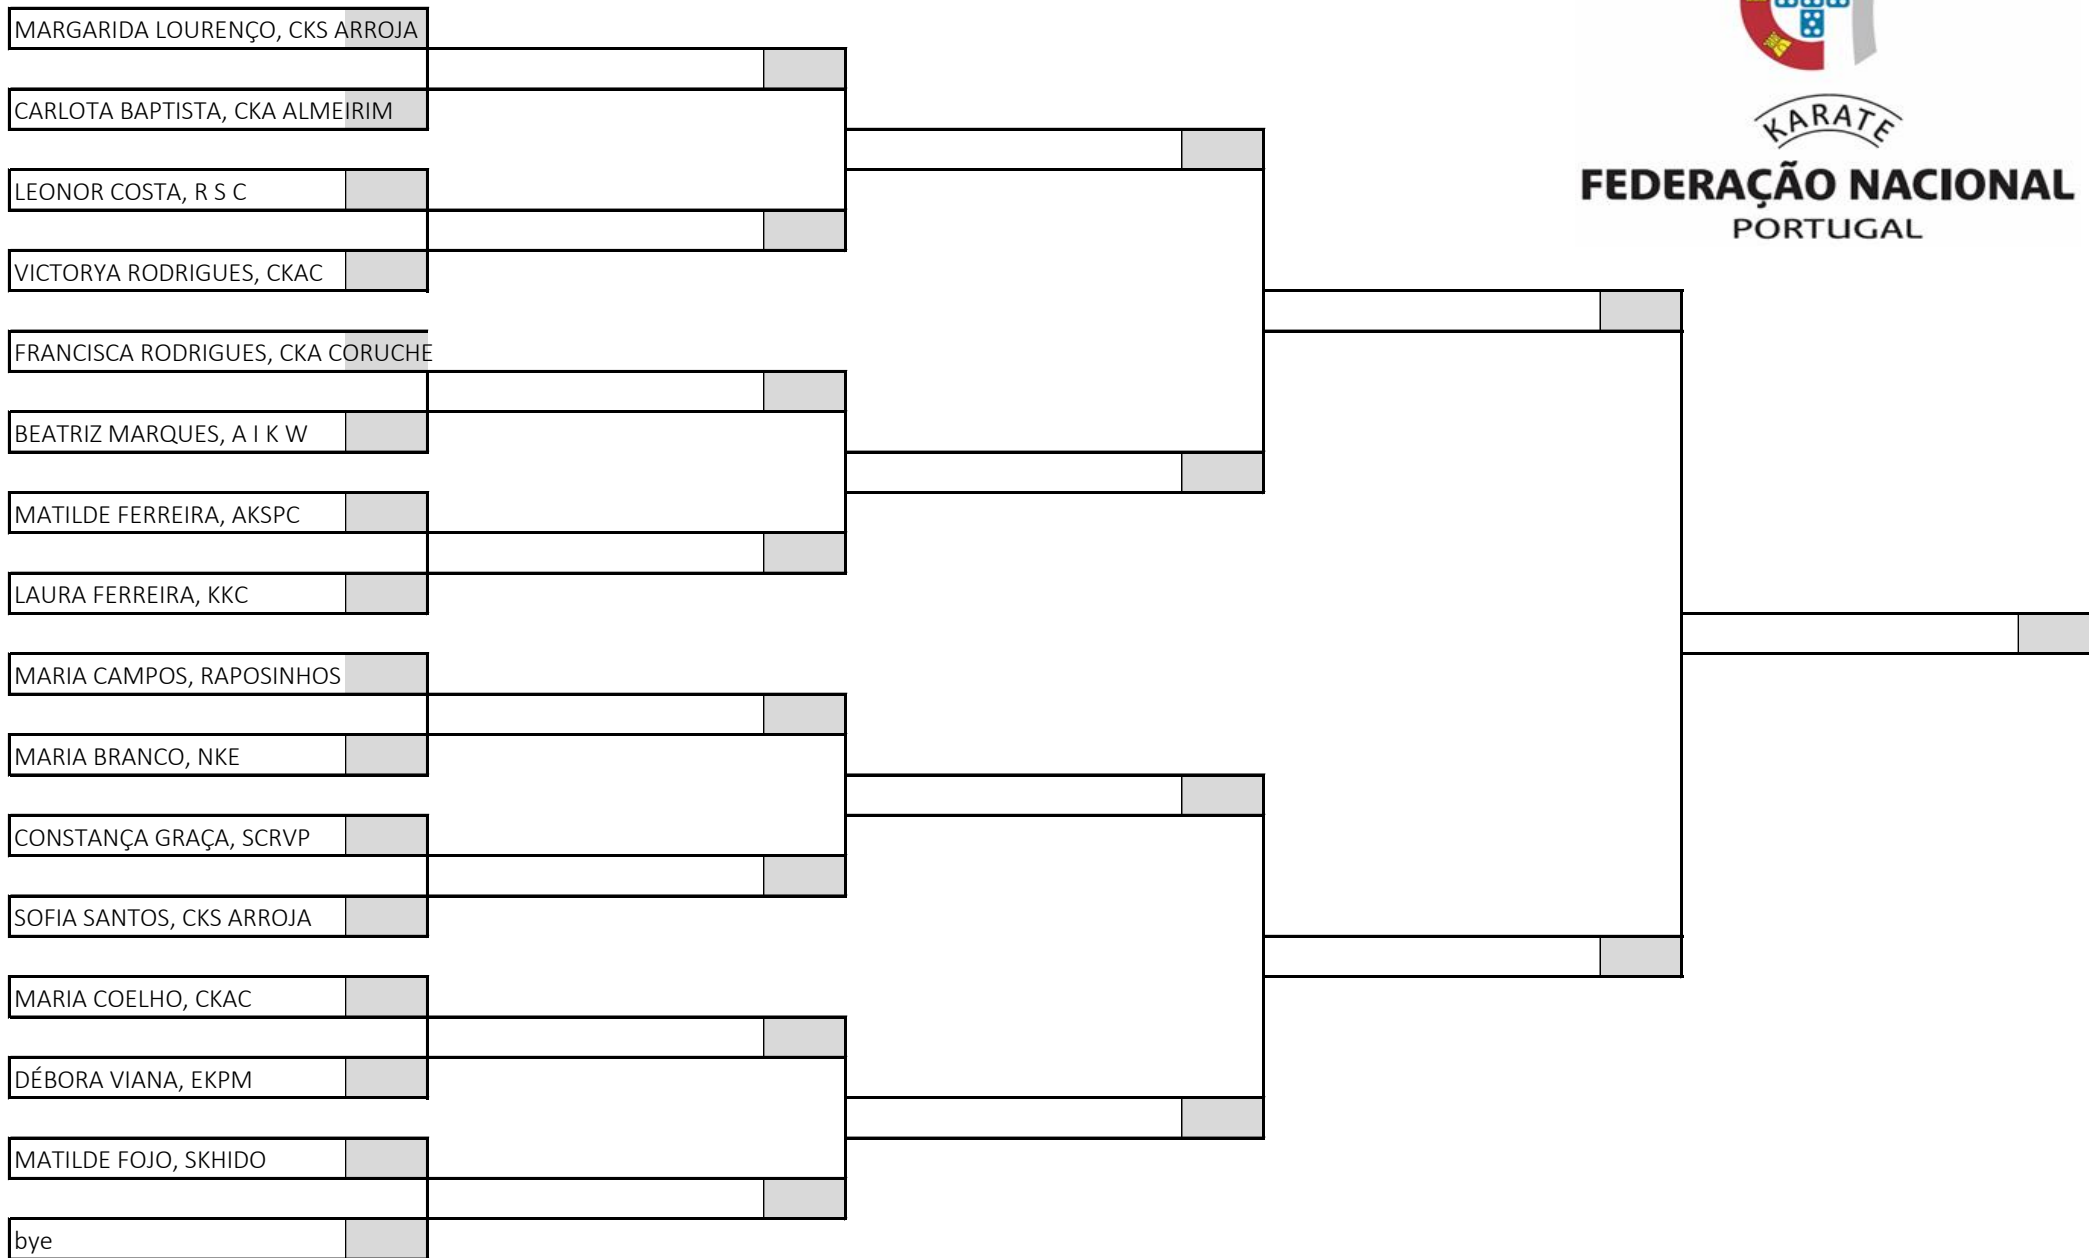 MARGARIDA LOURENÇO, CKS ARROJA
CARLOTA BAPTISTA, CKA ALMEIRIM
KARATE
LEONOR COSTA, R S C
FEDERAÇÃO NACIONAL
PORTUGAL
VICTORYA RODRIGUES, CKAC
FRANCISCA RODRIGUES, CKA CORUCHE
BEATRIZ MARQUES, A I K W
MATILDE FERREIRA, AKSPC
LAURA FERREIRA, KKC
MARIA CAMPOS, RAPOSINHOS
MARIA BRANCO, NKE
CONSTANÇA GRAÇA, SCRVP
SOFIA SANTOS, CKS ARROJA
MARIA COELHO, CKAC
DÉBORA VIANA, EKPM
MATILDE FOJO, SKHIDO
bye